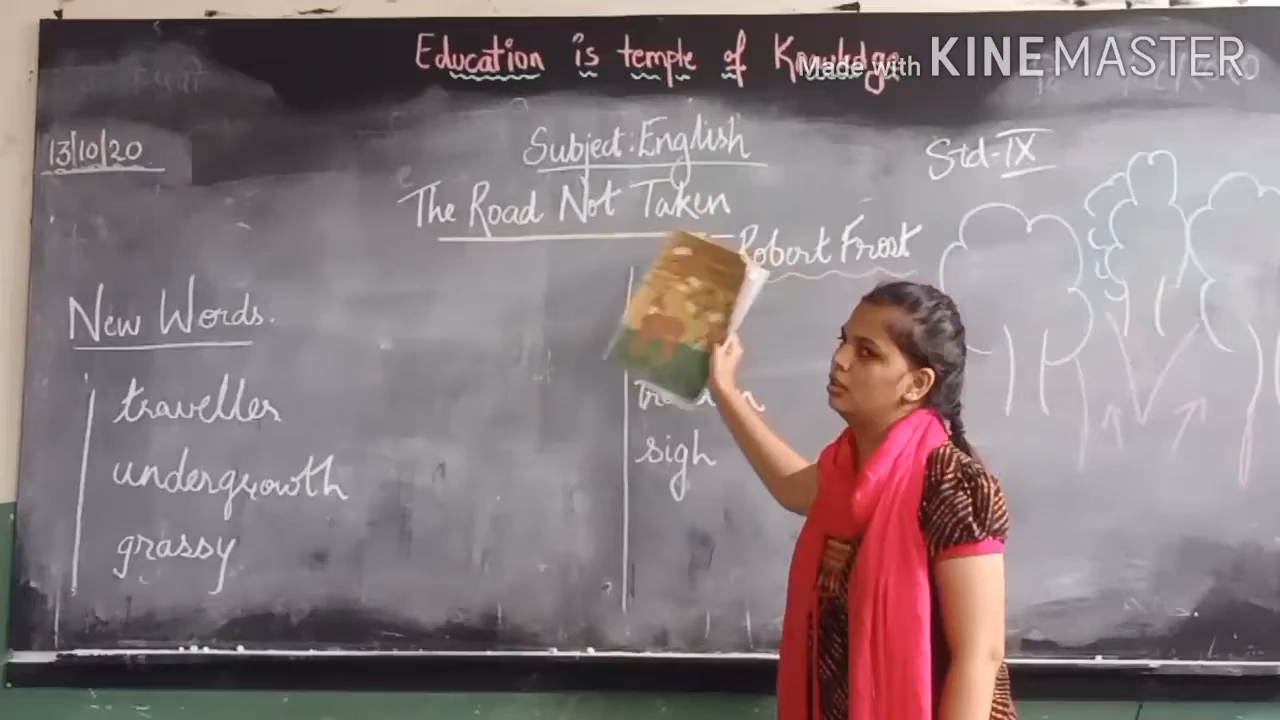 Education is temple of Knowledge
Made with KINEMASTER
13/10/20
Subject: English
Std-IX
The Road Not Taken
- Robert Frost
New Words.
traveller
undergrowth
grassy
sigh